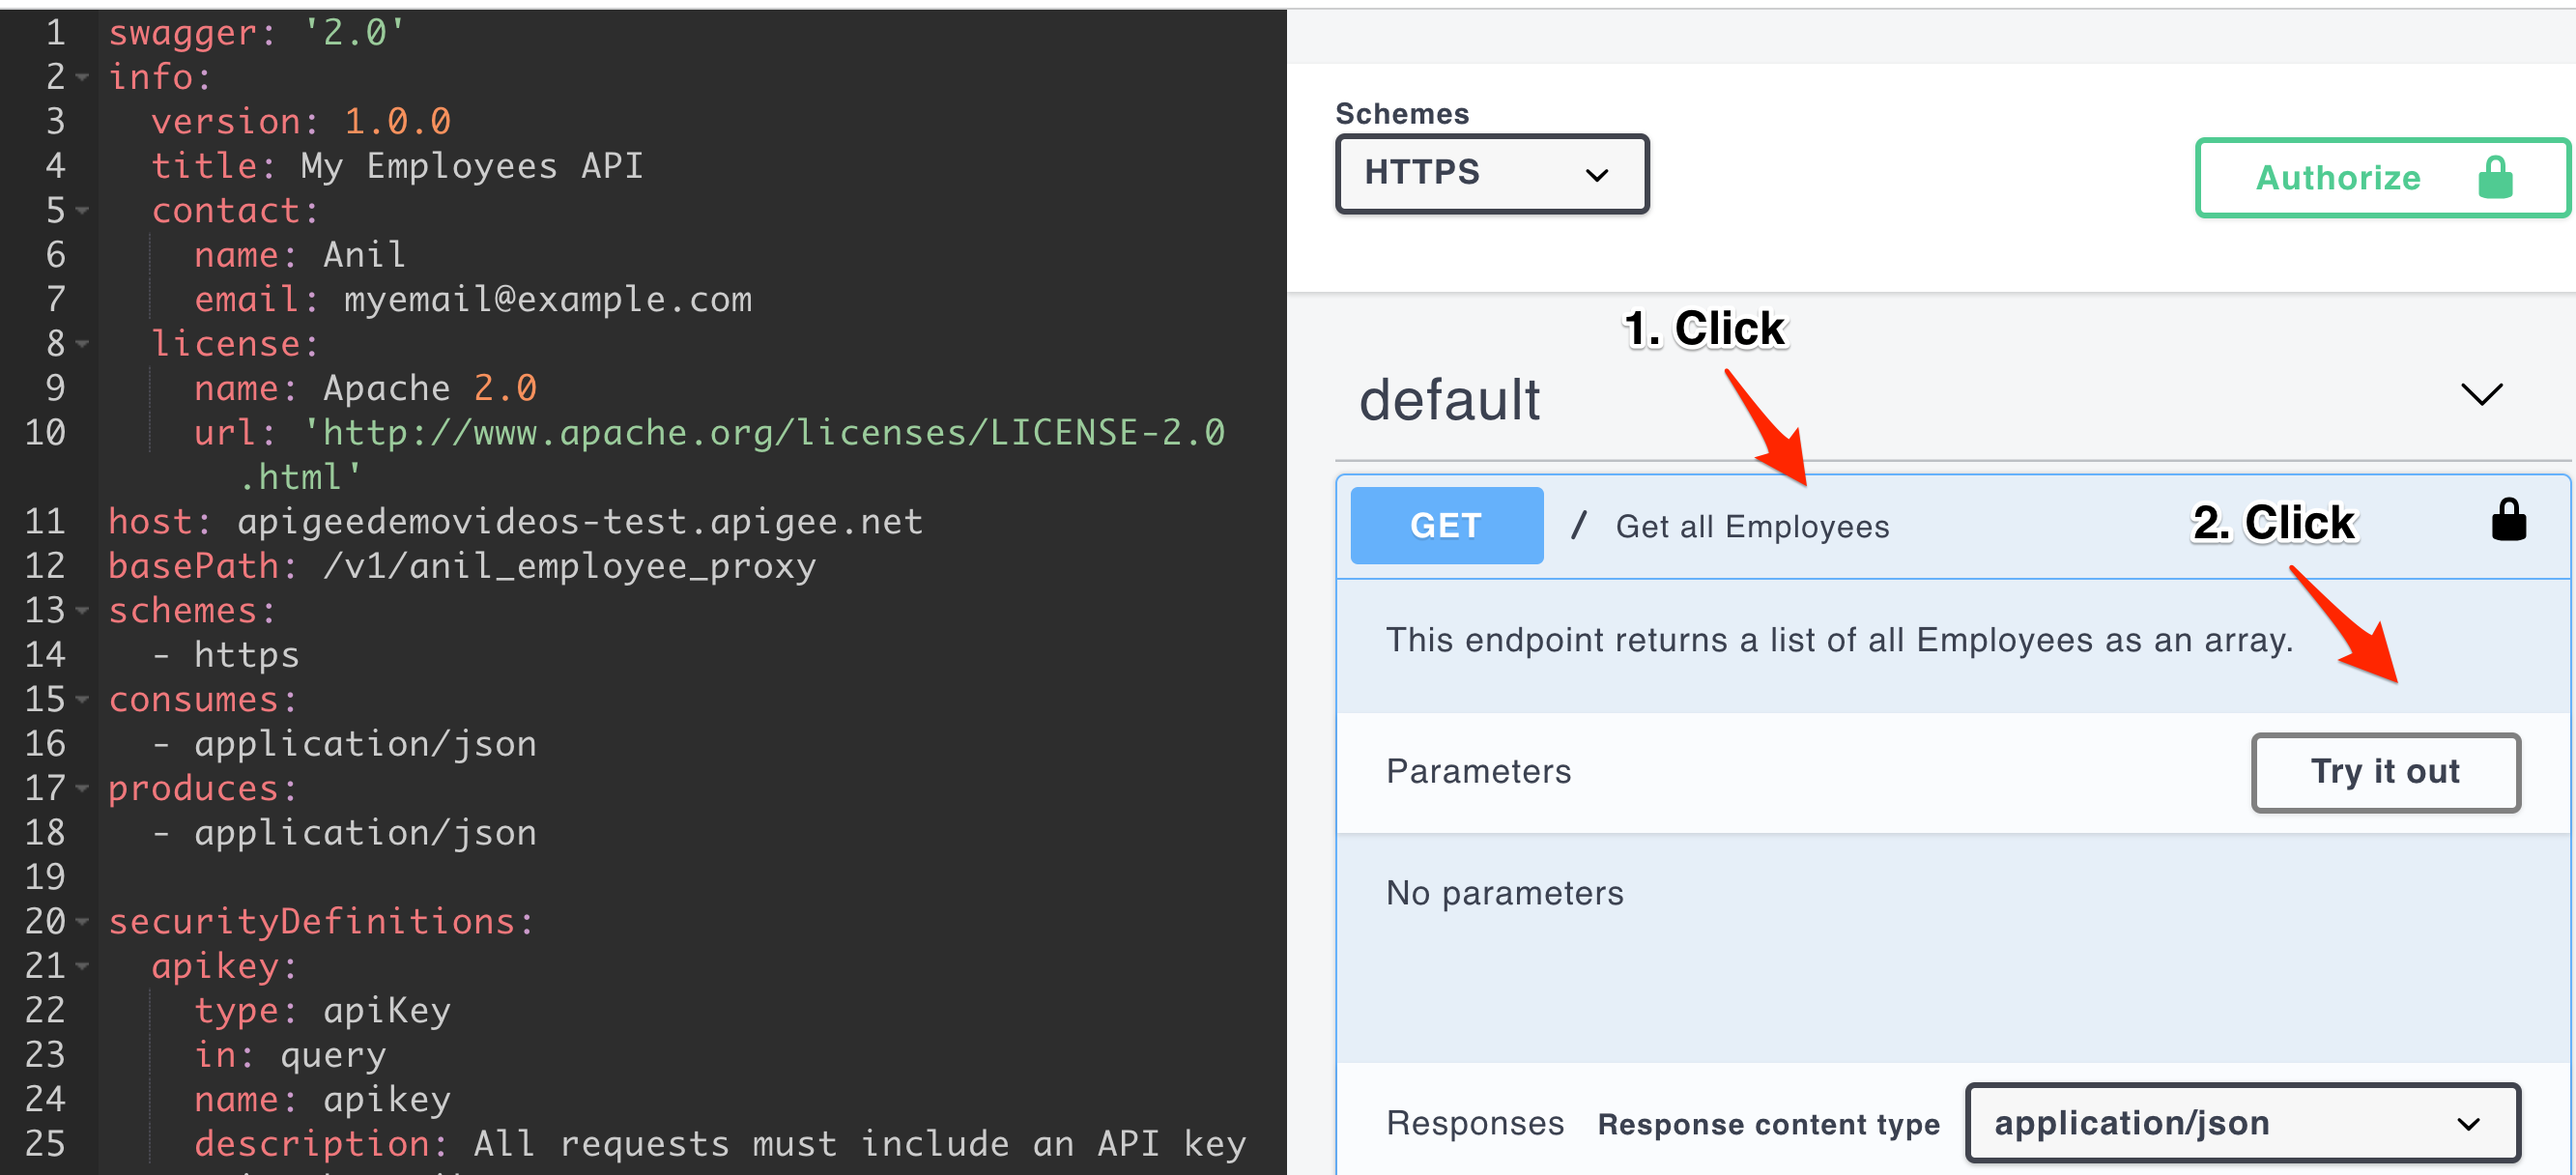 1 swagger: '2.0'
2 info:
3 version: 1.0.0
4 title: My Employees API
5 contact:
6 name: Anil
7 email: myemail@example.com
8 license:
9 name: Apache 2.0
10 url: 'http://www.apache.org/licenses/LICENSE-2.0
.html'
11 host: apigeedemovideos-test.apigee.net
12 basePath: /v1/anil_employee_proxy
13 schemes:
14 - https
15 consumes:
16 - application/json
17 produces:
18 - application/json
19
20 securityDefinitions:
21 apikey:
22 type: apiKey
23 in: query
24 name: apikey
25 description: All requests must include an API key
Schemes
HTTPS
Authorize
1. Click
default
GET / Get all Employees
2. Click
This endpoint returns a list of all Employees as an array.
Parameters
Try it out
No parameters
Responses Response content type application/json